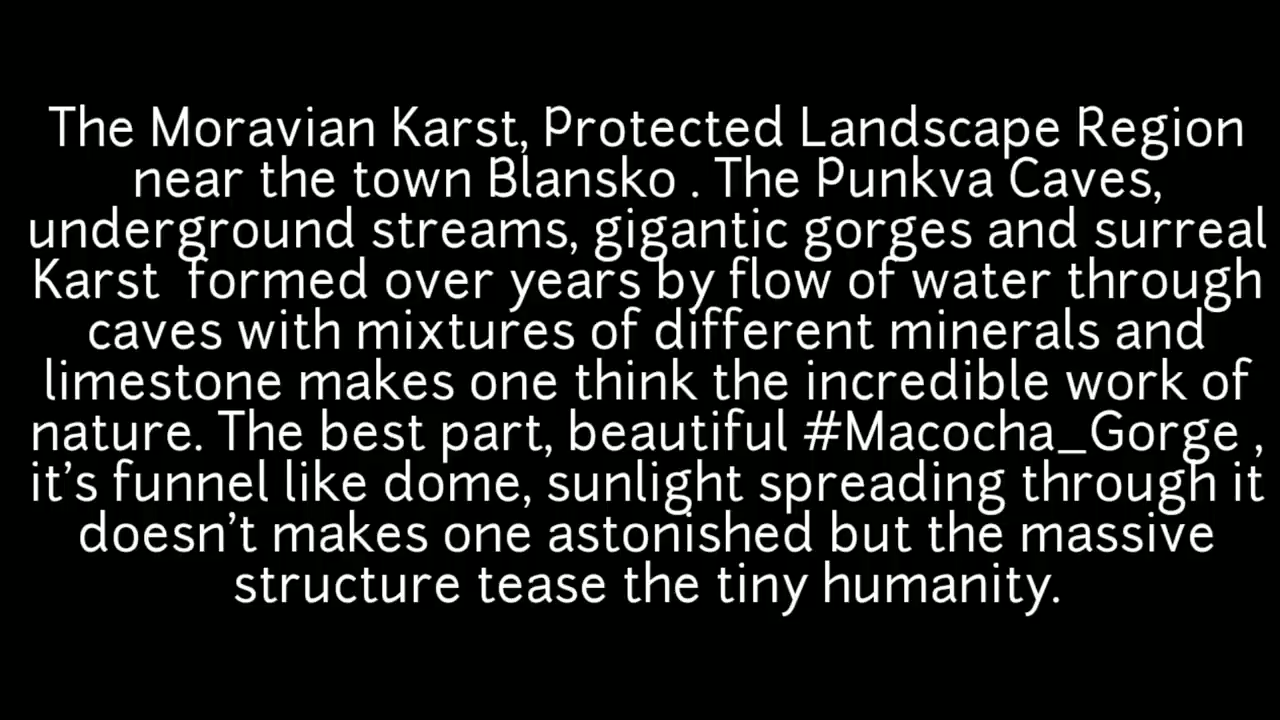 The Moravian Karst, Protected Landscape Region
near the town Blansko . The Punkva Caves,
underground streams, gigantic gorges and surreal
Karst  formed over years by flow of water through
caves with mixtures of different minerals and
limestone makes one think the incredible work of
nature. The best part, beautiful #Macocha_Gorge ,
it’s funnel like dome, sunlight spreading through it
doesn’t makes one astonished but the massive
structure tease the tiny humanity.